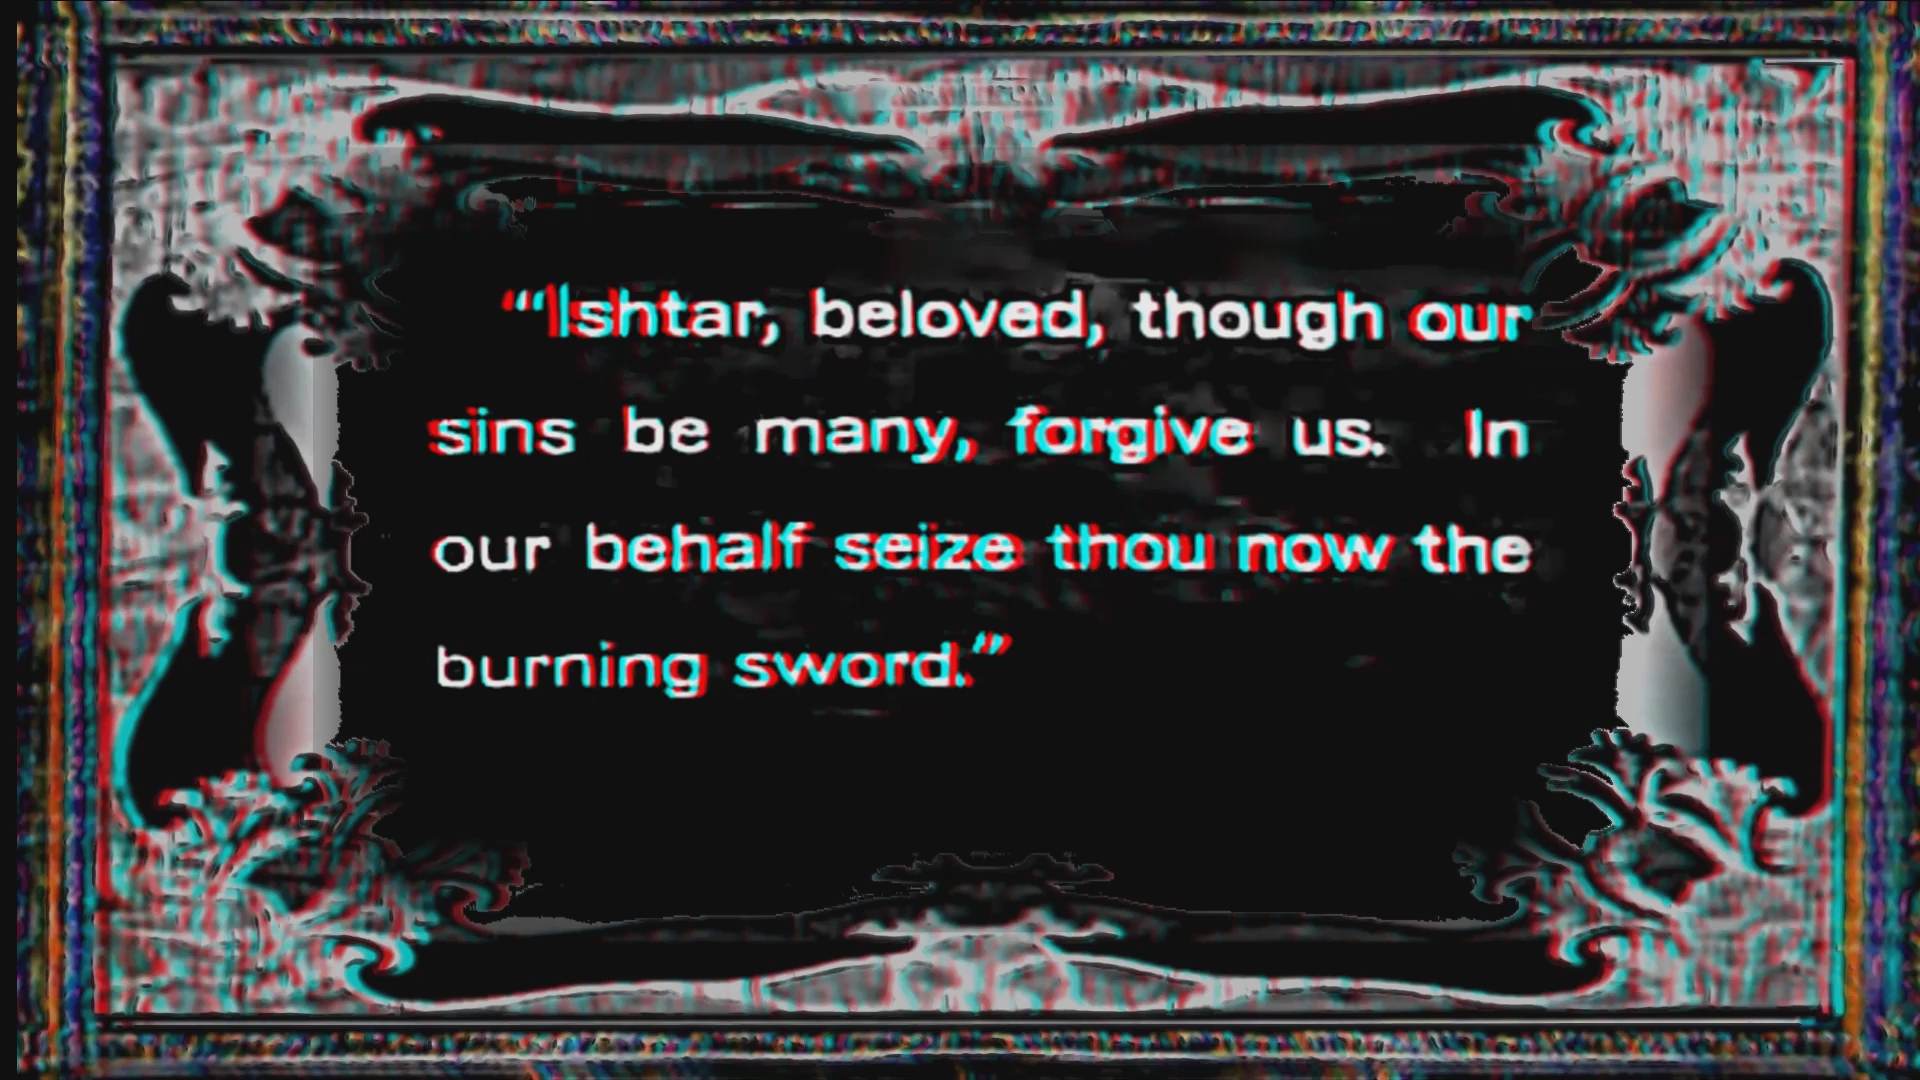 “‘Ishtar, beloved, though our
sins be many, forgive us. In
our behalf seize thou now the
burning sword.”